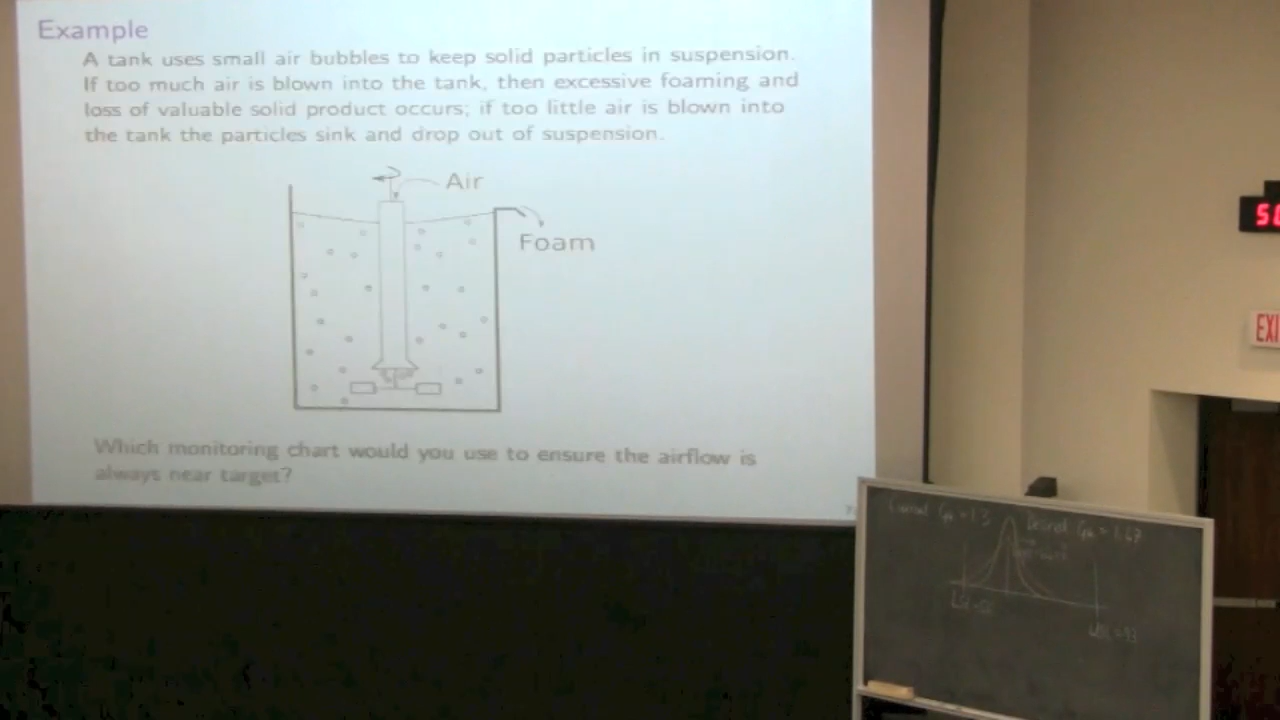 Example
A tank uses small air bubbles to keep solid particles in suspension.
If too much air is blown into the tank, then excessive foaming and
loss of valuable solid product occurs; if too little air is blown into
the tank the particles sink and drop out of suspension.
Air
Foam
Which monitoring chart would you use to ensure the airflow is
always near target?
Desired